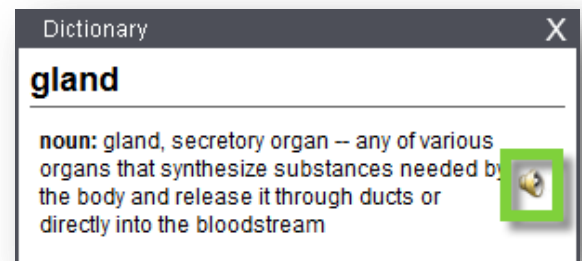 Dictionary X
gland
noun: gland, secretory organ -- any of various
organs that synthesize substances needed by
the body and release it through ducts or
directly into the bloodstream